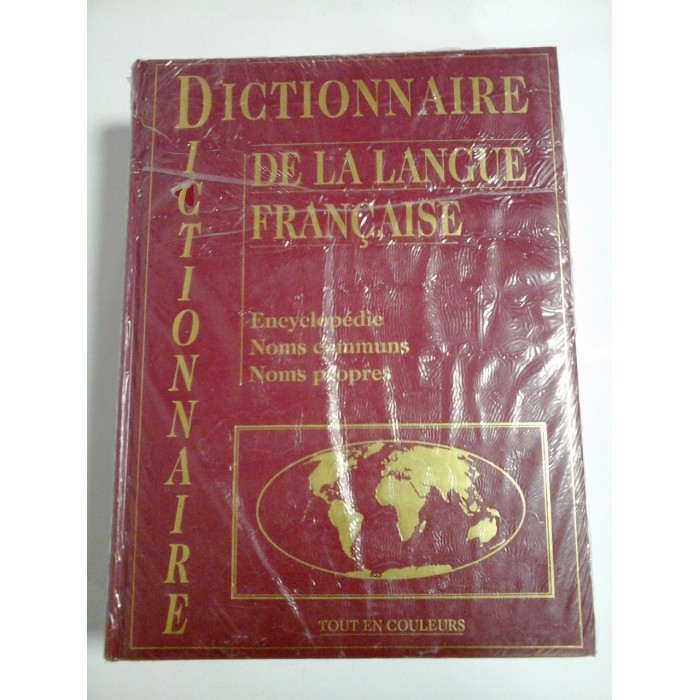 DICTIONNAIRE
DE LA LANGUE
FRANÇAISE
Encyclopédie
Noms communs
Noms propres
TOUT EN COULEURS
DICTIONNAIRE